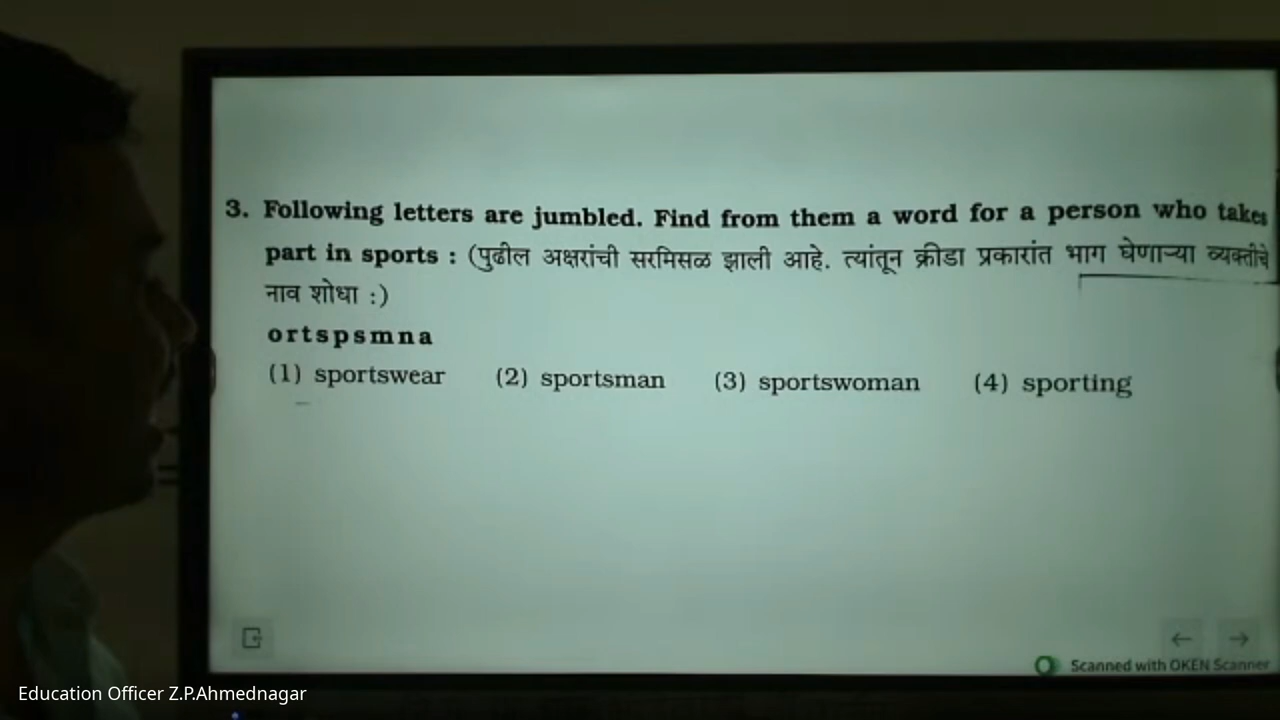 3. Following letters are jumbled. Find from them a word for a person who takes
part in sports : (पुढील अक्षरांची सरमिसळ झाली आहे. त्यांतून क्रीडा प्रकारांत भाग घेणाऱ्या व्यक्तीचे
नाव शोधा :)
ortspsmna
(1) sportswear (2) sportsman (3) sportswoman (4) sporting
Scanned with OKEN Scanner
Education Officer Z.P.Ahmednagar